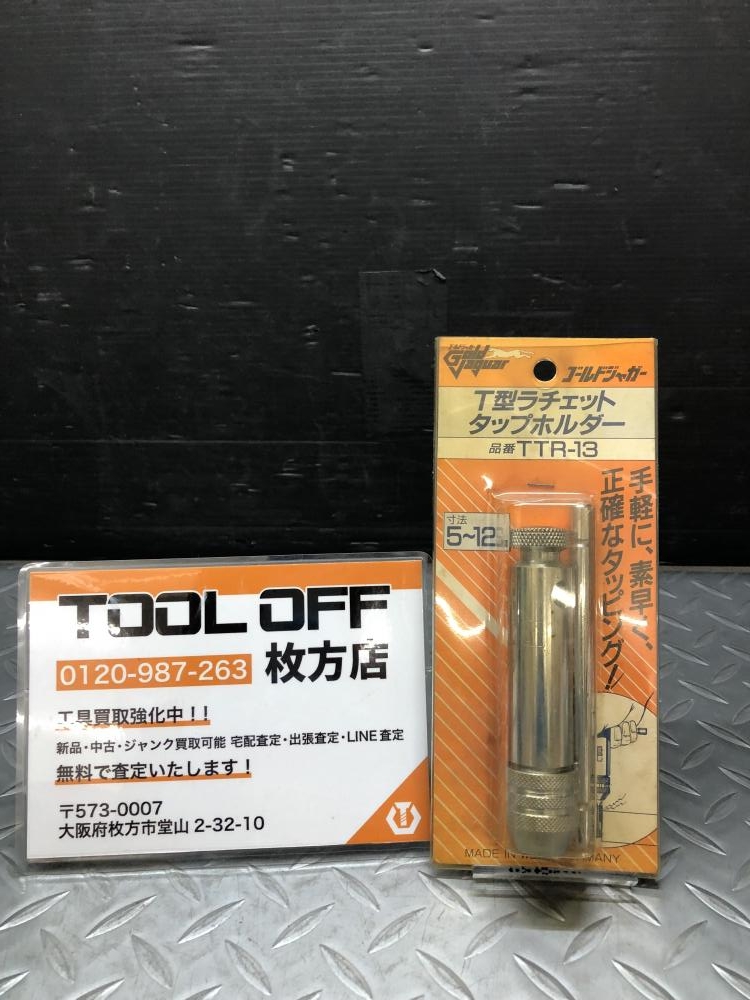 TOOL OFF
0120-987-263 枚方店
工具買取強化中！！
新品・中古・ジャンク買取可能 宅配査定・出張査定・LINE査定
無料で査定いたします！
〒573-0007
大阪府枚方市堂山 2-32-10
Gold Jaguar
ゴールドジャガー
T型ラチェット
タップホルダー
品番 TTR-13
寸法
5~12
手軽に、素早く、
正確なタッピング！
MADE IN